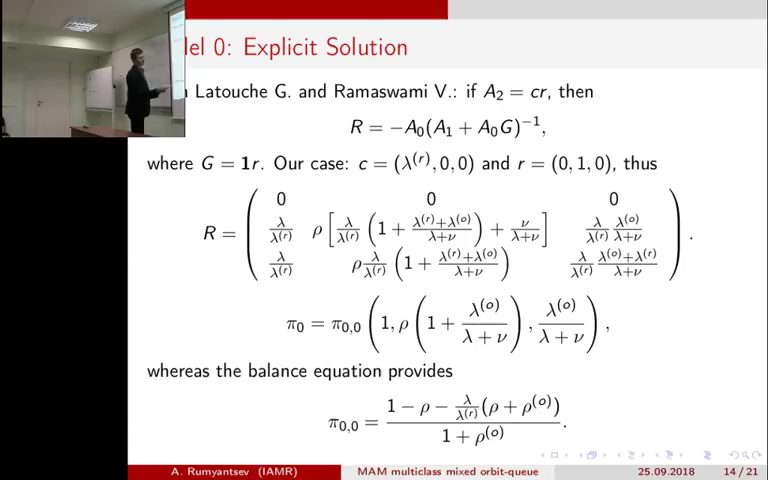 del 0: Explicit Solution
Latouche G. and Ramaswami V.: if A₂ = cr, then
R = −A₀(A₁ + A₀G)⁻¹,
where G = 1r. Our case: c = (λ⁽ʳ⁾, 0, 0) and r = (0, 1, 0), thus
R = ( 0 0 0
λ/λ⁽ʳ⁾ ρ[λ/λ⁽ʳ⁾ (1 + (λ⁽ʳ⁾+λ⁽ᵒ⁾)/(λ+ν)) + ν/(λ+ν)] λ/λ⁽ʳ⁾ λ⁽ᵒ⁾/(λ+ν)
λ/λ⁽ʳ⁾ ρ λ/λ⁽ʳ⁾ (1 + (λ⁽ʳ⁾+λ⁽ᵒ⁾)/(λ+ν)) λ/λ⁽ʳ⁾ (λ⁽ᵒ⁾+λ⁽ʳ⁾)/(λ+ν) ).
π₀ = π₀,₀ (1, ρ(1 + λ⁽ᵒ⁾/(λ + ν)), λ⁽ᵒ⁾/(λ + ν)),
whereas the balance equation provides
π₀,₀ = (1 − ρ − λ/λ⁽ʳ⁾ (ρ + ρ⁽ᵒ⁾))/(1 + ρ⁽ᵒ⁾).
A. Rumyantsev (IAMR) MAM multiclass mixed orbit-queue 25.09.2018 14 / 21